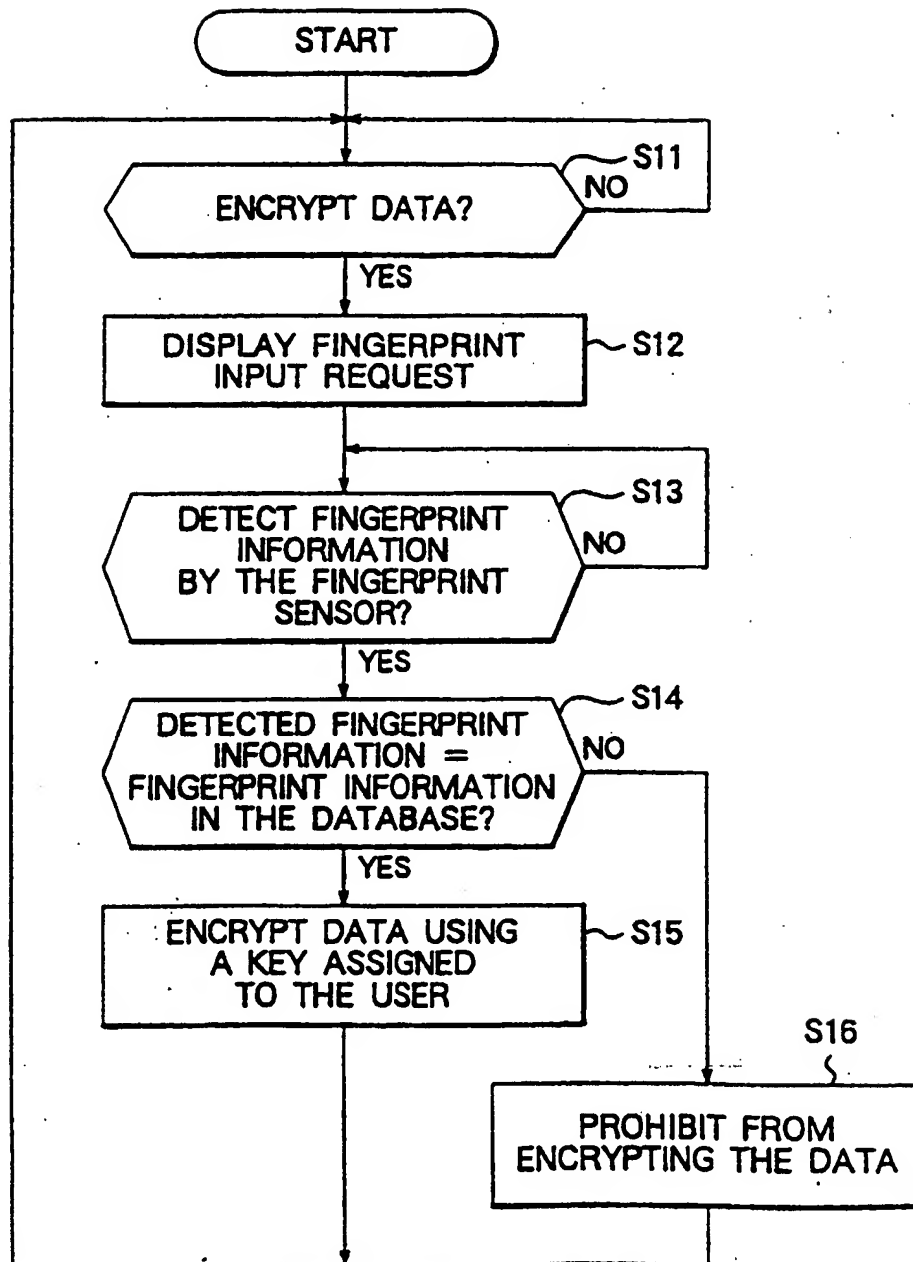 START
S11
NO
ENCRYPT DATA?
YES
DISPLAY FINGERPRINT
INPUT REQUEST
S12
S13
DETECT FINGERPRINT
INFORMATION
BY THE FINGERPRINT
SENSOR?
NO
YES
S14
DETECTED FINGERPRINT
INFORMATION =
FINGERPRINT INFORMATION
IN THE DATABASE?
NO
YES
ENCRYPT DATA USING
A KEY ASSIGNED
TO THE USER
S15
S16
PROHIBIT FROM
ENCRYPTING THE DATA